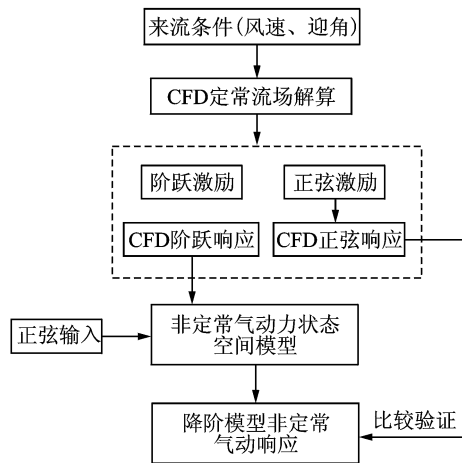 来流条件(风速、迎角)
CFD定常流场解算
阶跃激励
正弦激励
CFD阶跃响应
CFD正弦响应
正弦输入
非定常气动力状态
空间模型
降阶模型非定常
气动响应
比较验证